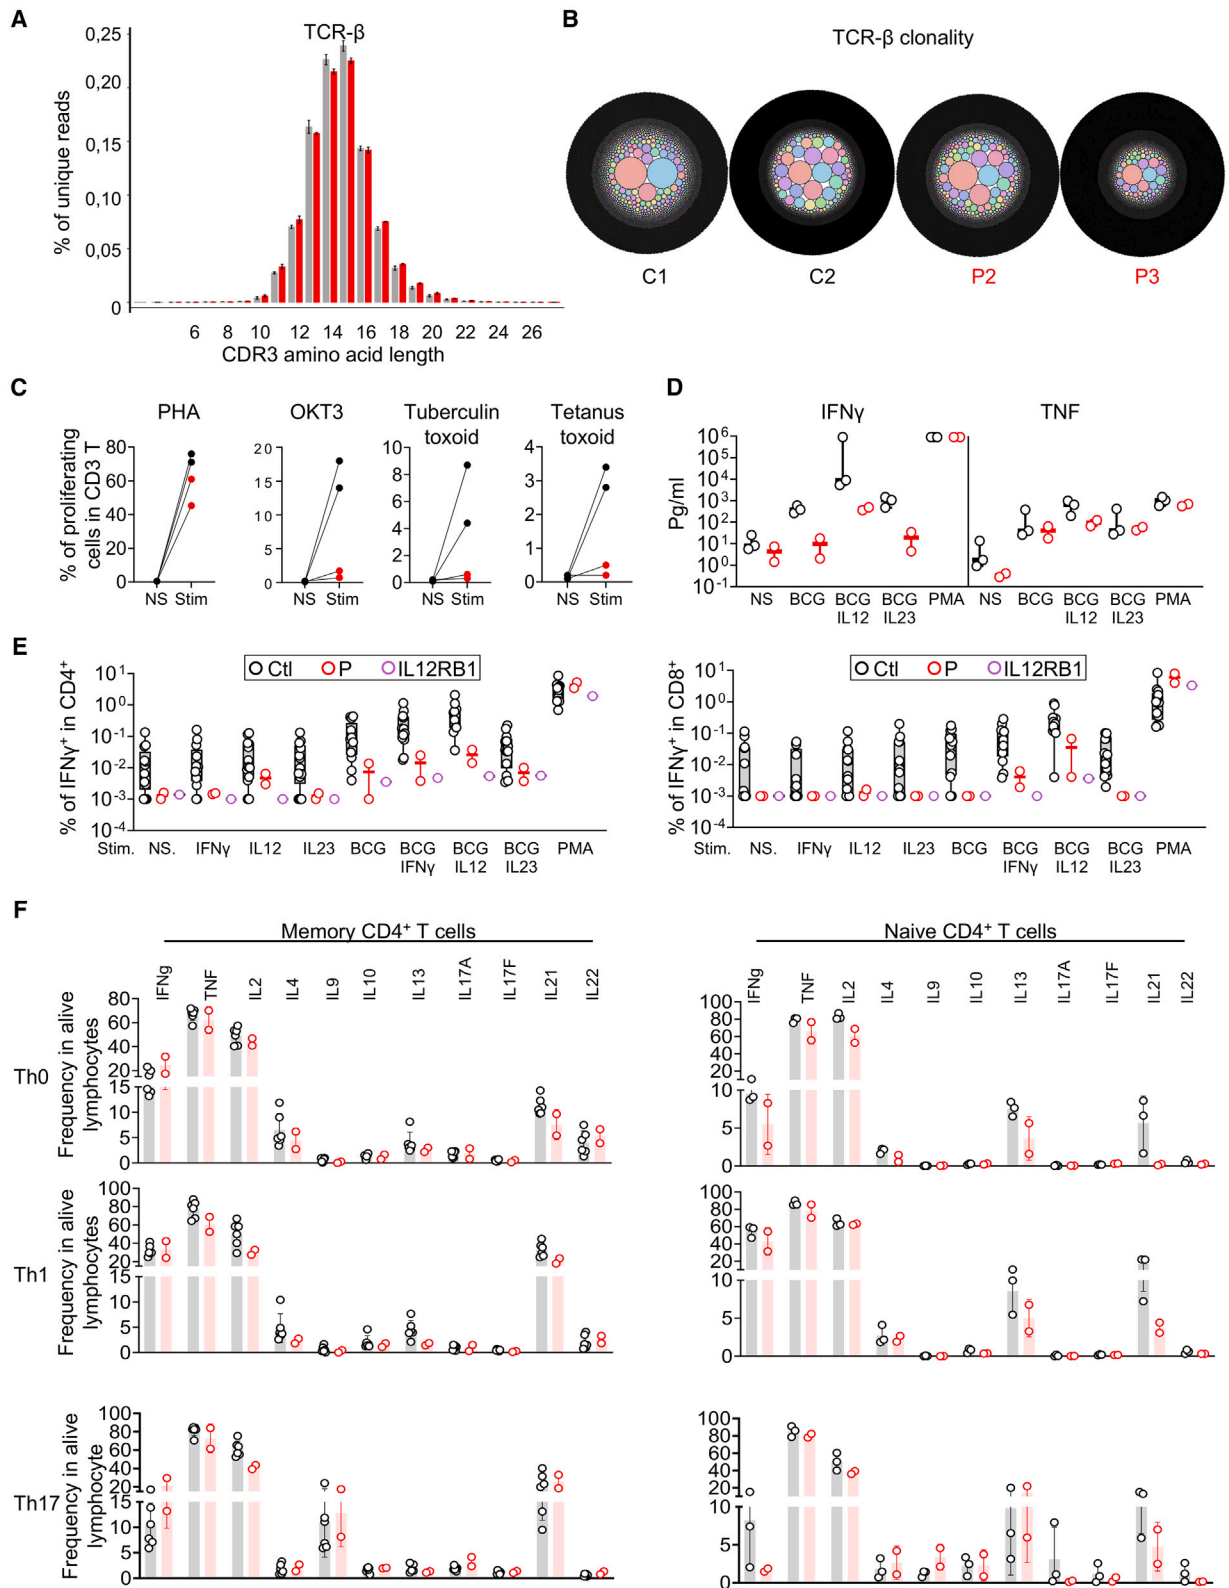 A
TCR-β
% of unique reads
0,25
0,20
0,15
0,10
0,05
0
6 8 10 12 14 16 18 20 22 24 26
CDR3 amino acid length
B
TCR-β clonality
C1 C2 P2 P3
C
PHA OKT3 Tuberculin toxoid Tetanus toxoid
% of proliferating cells in CD3 T
80 60 40 20 0
20 15 10 5 0
10 8 6 4 2 0
4 3 2 1 0
NS Stim NS Stim NS Stim NS Stim
D
IFNγ TNF
Pg/ml
10⁶
10⁵
10⁴
10³
10²
10¹
10⁻¹
NS BCG BCG IL12 BCG IL23 PMA NS BCG BCG IL12 BCG IL23 PMA
E
Ctl P IL12RB1
% of IFNγ⁺ in CD4⁺
10¹
10⁰
10⁻¹
10⁻²
10⁻³
10⁻⁴
Stim. NS. IFNγ IL12 IL23 BCG BCG IFNγ BCG IL12 BCG IL23 PMA
Ctl P IL12RB1
% of IFNγ⁺ in CD8⁺
10¹
10⁰
10⁻¹
10⁻²
10⁻³
10⁻⁴
Stim. NS. IFNγ IL12 IL23 BCG BCG IFNγ BCG IL12 BCG IL23 PMA
F
Memory CD4⁺ T cells
IFNg TNF IL2 IL4 IL9 IL10 IL13 IL17A IL17F IL21 IL22
Naive CD4⁺ T cells
IFNg TNF IL2 IL4 IL9 IL10 IL13 IL17A IL17F IL21 IL22
Th0
Frequency in alive lymphocytes
80 60 40 20 15 10 5 0
100 80 60 40 20 10 5 0
Th1
Frequency in alive lymphocytes
100 80 60 40 20 15 10 5 0
100 80 60 40 20 10 5 0
Th17
Frequency in alive lymphocyte
100 80 60 40 20 15 10 5 0
100 80 60 40 20 10 5 0